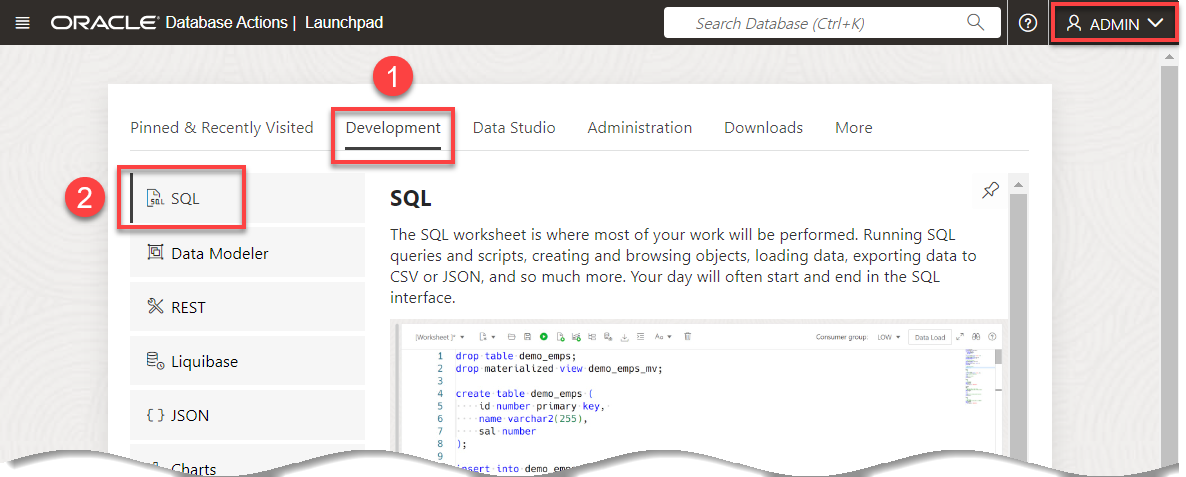 ORACLE Database Actions | Launchpad
Search Database (Ctrl+K)
ADMIN
1
Pinned & Recently Visited
Development
Data Studio
Administration
Downloads
More
2
SQL
Data Modeler
REST
Liquibase
{ } JSON
Charts
SQL
The SQL worksheet is where most of your work will be performed. Running SQL
queries and scripts, creating and browsing objects, loading data, exporting data to
CSV or JSON, and so much more. Your day will often start and end in the SQL
interface.
[Worksheet]*
Aa
Consumer group:
LOW
Data Load
1 drop table demo_emps;
2 drop materialized view demo_emps_mv;
3
4 create table demo_emps (
5 id number primary key,
6 name varchar2(255),
7 sal number
8 );
9
insert into demo_emps